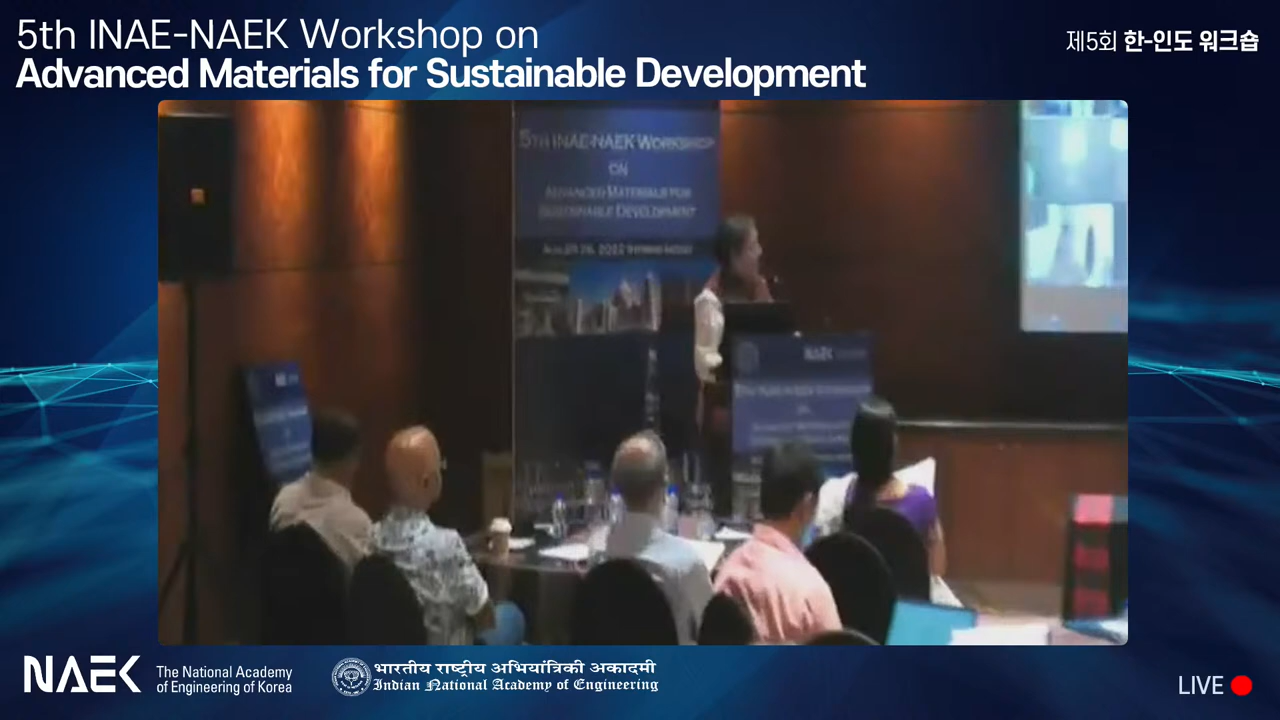 5th INAE-NAEK Workshop on
Advanced Materials for Sustainable Development
제5회 한-인도 워크숍
5TH INAE-NAEK WORKSHOP
ON
ADVANCED MATERIALS FOR
SUSTAINABLE DEVELOPMENT
NAEK
NAEK
The National Academy
of Engineering of Korea
भारतीय राष्ट्रीय अभियांत्रिकी अकादमी
Indian National Academy of Engineering
LIVE